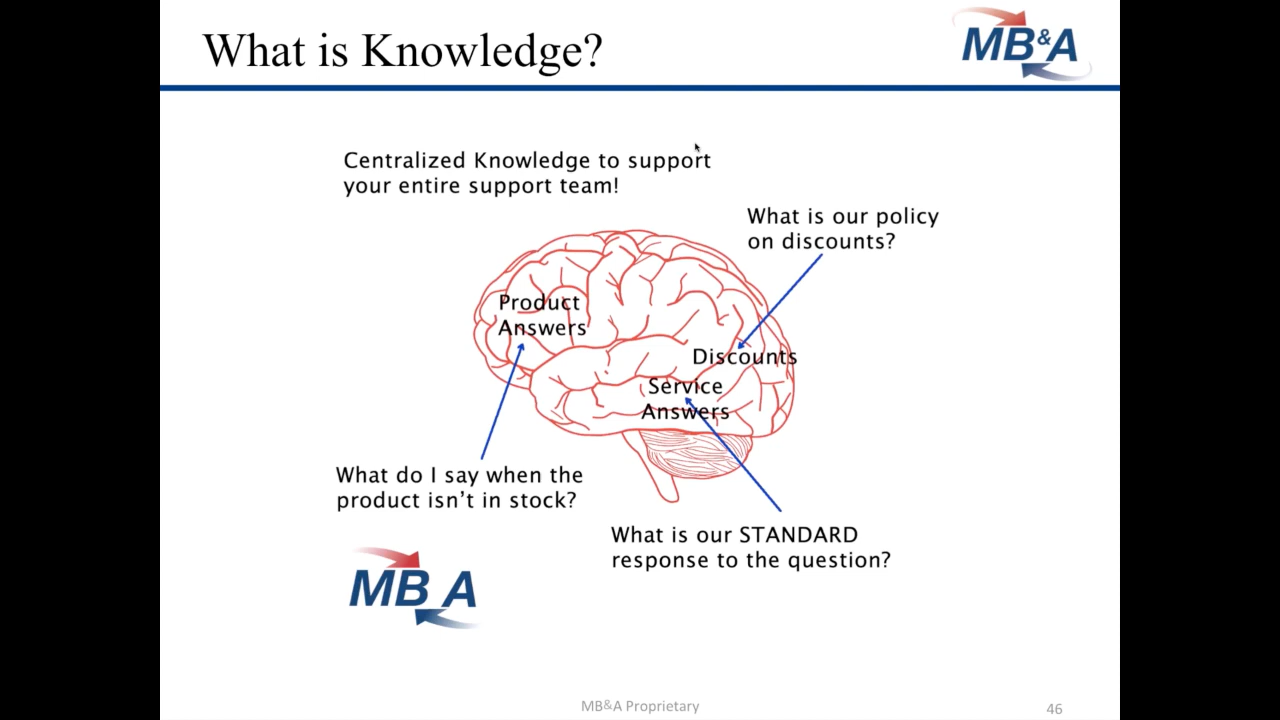 What is Knowledge?
MB&A
Centralized Knowledge to support
your entire support team!
What is our policy
on discounts?
Product
Answers
Discounts
Service
Answers
What do I say when the
product isn't in stock?
What is our STANDARD
response to the question?
MB A
MB&A Proprietary
46